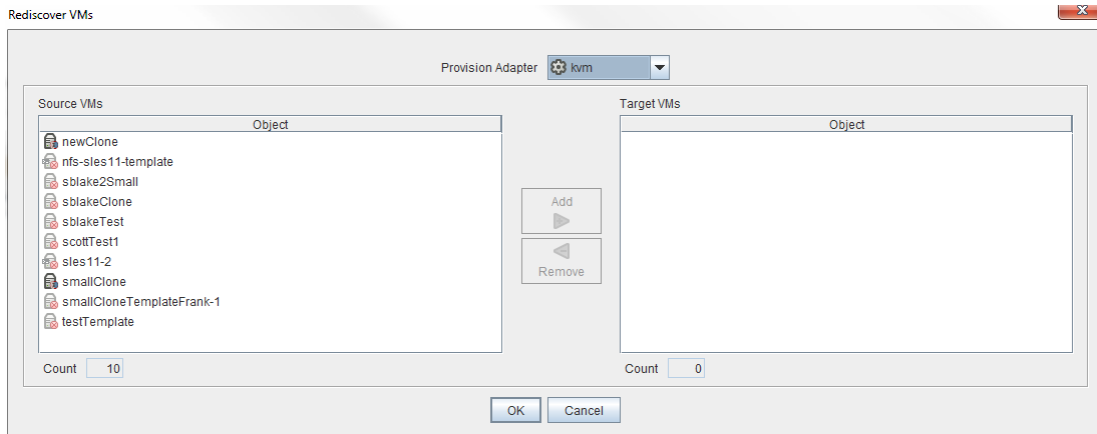 Rediscover VMs
Provision Adapter kvm
Source VMs
Object
newClone
nfs-sles11-template
sblake2Small
sblakeClone
sblakeTest
scottTest1
sles11-2
smallClone
smallCloneTemplateFrank-1
testTemplate
Count 10
Add
Remove
Target VMs
Object
Count 0
OK Cancel